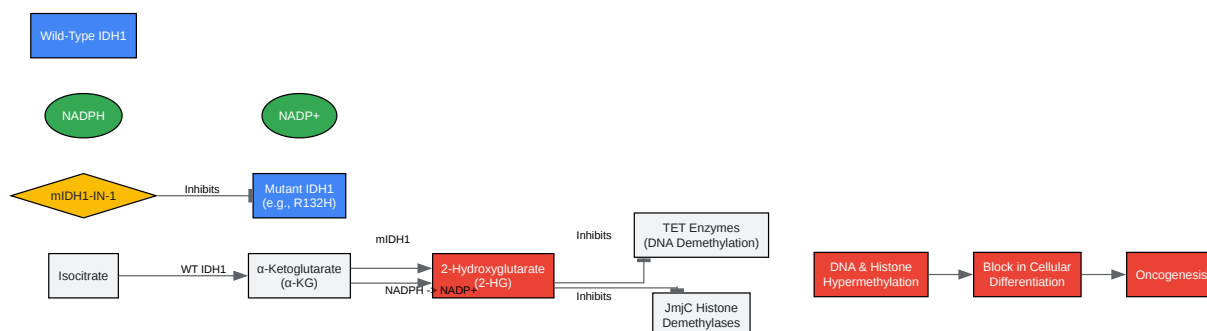 Wild-Type IDH1
NADPH
NADP+
mIDH1-IN-1
Inhibits
Mutant IDH1
(e.g., R132H)
Isocitrate
WT IDH1
α-Ketoglutarate
(α-KG)
mIDH1
NADPH -> NADP+
2-Hydroxyglutarate
(2-HG)
Inhibits
TET Enzymes
(DNA Demethylation)
Inhibits
JmjC Histone
Demethylases
DNA & Histone
Hypermethylation
Block in Cellular
Differentiation
Oncogenesis